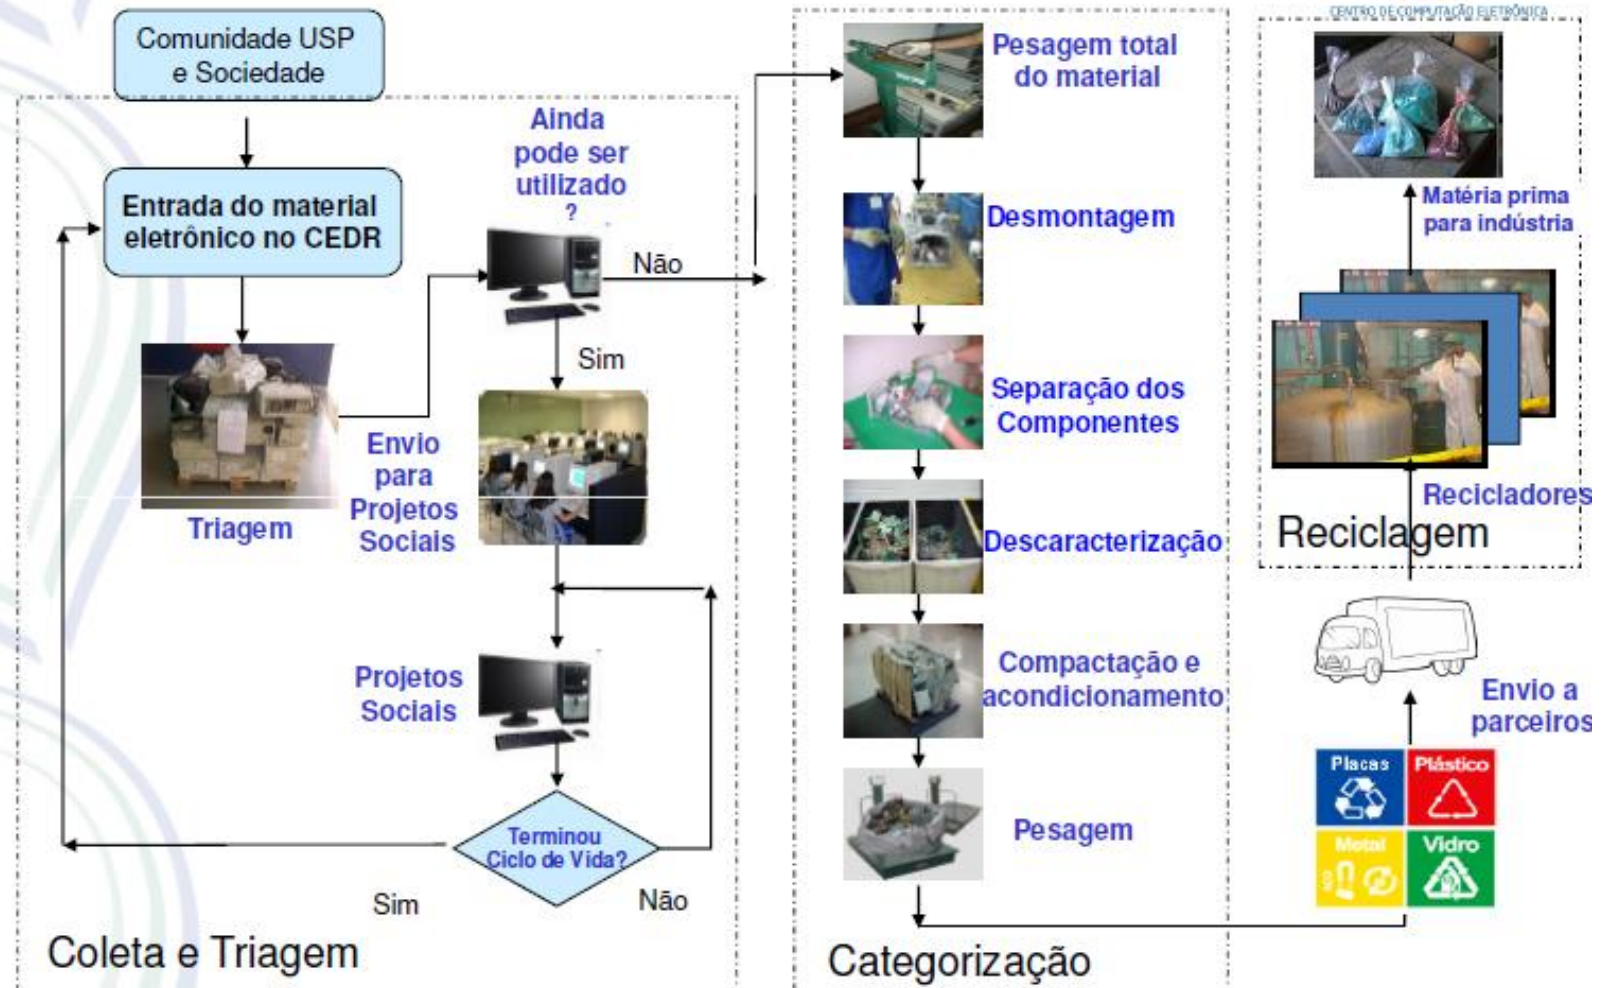 Comunidade USP
e Sociedade
Entrada do material
eletrônico no CEDR
Triagem
Ainda
pode ser
utilizado
?
Não
Sim
Envio
para
Projetos
Sociais
Projetos
Sociais
Terminou
Ciclo de Vida?
Sim
Não
Coleta e Triagem
Pesagem total
do material
Desmontagem
Separação dos
Componentes
Descaracterização
Compactação e
acondicionamento
Pesagem
Categorização
CENTRO DE COMPUTAÇÃO ELETRÔNICA
Matéria prima
para indústria
Recicladores
Reciclagem
Envio a
parceiros
Placas
Plástico
Metal
Vidro